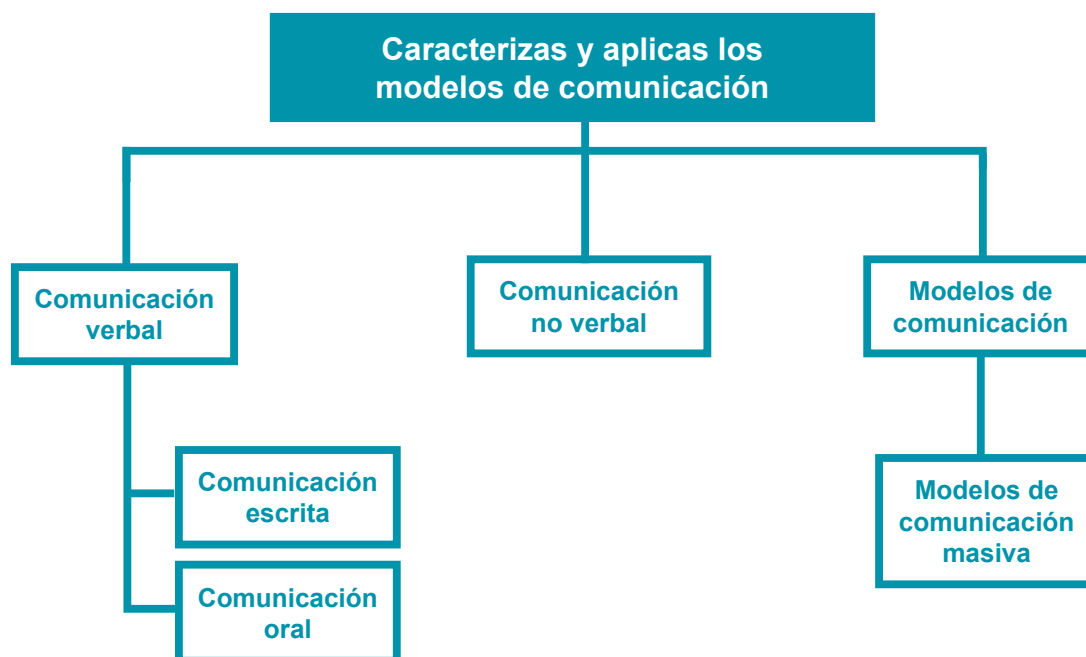 Caracterizas y aplicas los
modelos de comunicación
Comunicación
verbal
Comunicación
no verbal
Modelos de
comunicación
Comunicación
escrita
Comunicación
oral
Modelos de
comunicación
masiva